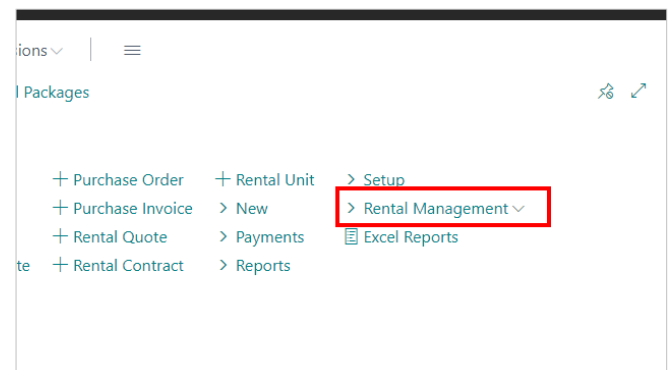 ions
l Packages
+ Purchase Order + Rental Unit > Setup
+ Purchase Invoice > New > Rental Management
+ Rental Quote > Payments Excel Reports
te + Rental Contract > Reports